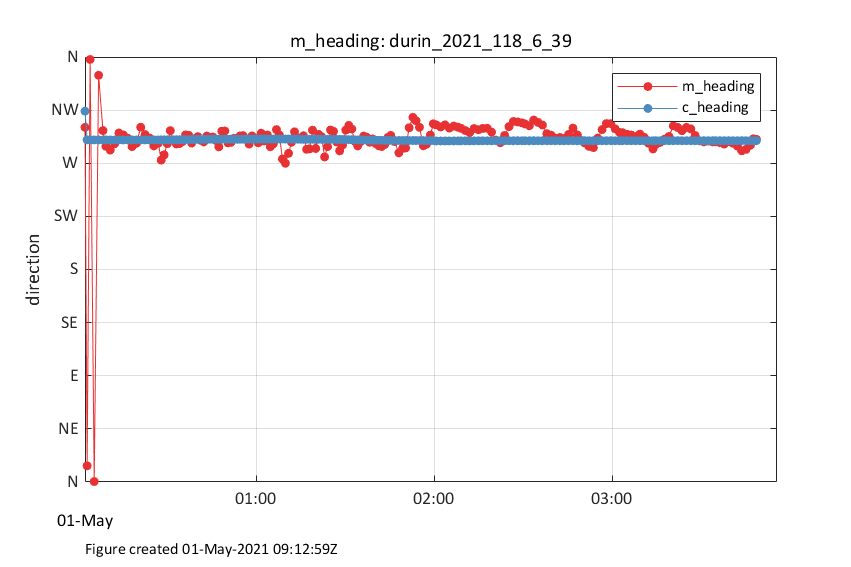 m_heading: durin_2021_118_6_39
m_heading
c_heading
direction
N
NW
W
SW
S
SE
E
NE
N
01:00 02:00 03:00
01-May
Figure created 01-May-2021 09:12:59Z